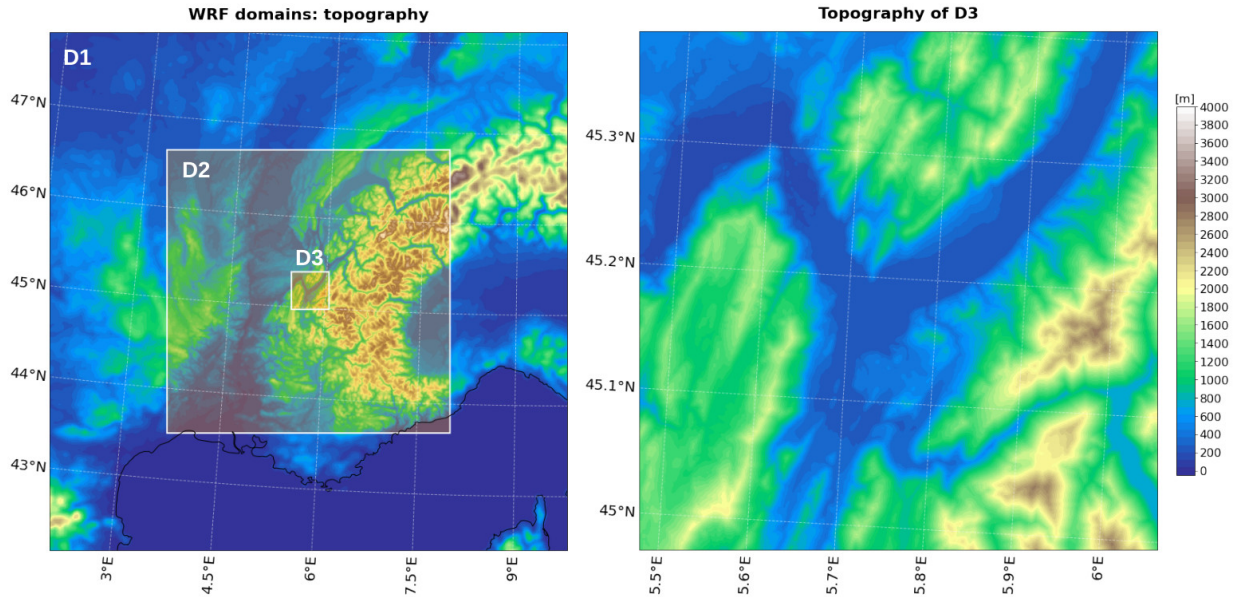 WRF domains: topography
D1
D2
D3
47°N
46°N
45°N
44°N
43°N
3°E
4.5°E
6°E
7.5°E
9°E
Topography of D3
45.3°N
45.2°N
45.1°N
45°N
5.5°E
5.6°E
5.7°E
5.8°E
5.9°E
6°E
[m]
4000
3800
3600
3400
3200
3000
2800
2600
2400
2200
2000
1800
1600
1400
1200
1000
800
600
400
200
0